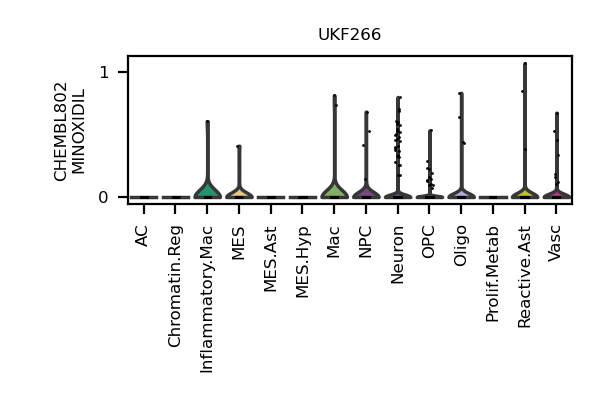 UKF266
CHEMBL802
MINOXIDIL
1
0
AC
Chromatin.Reg
Inflammatory.Mac
MES
MES.Ast
MES.Hyp
Mac
NPC
Neuron
OPC
Oligo
Prolif.Metab
Reactive.Ast
Vasc